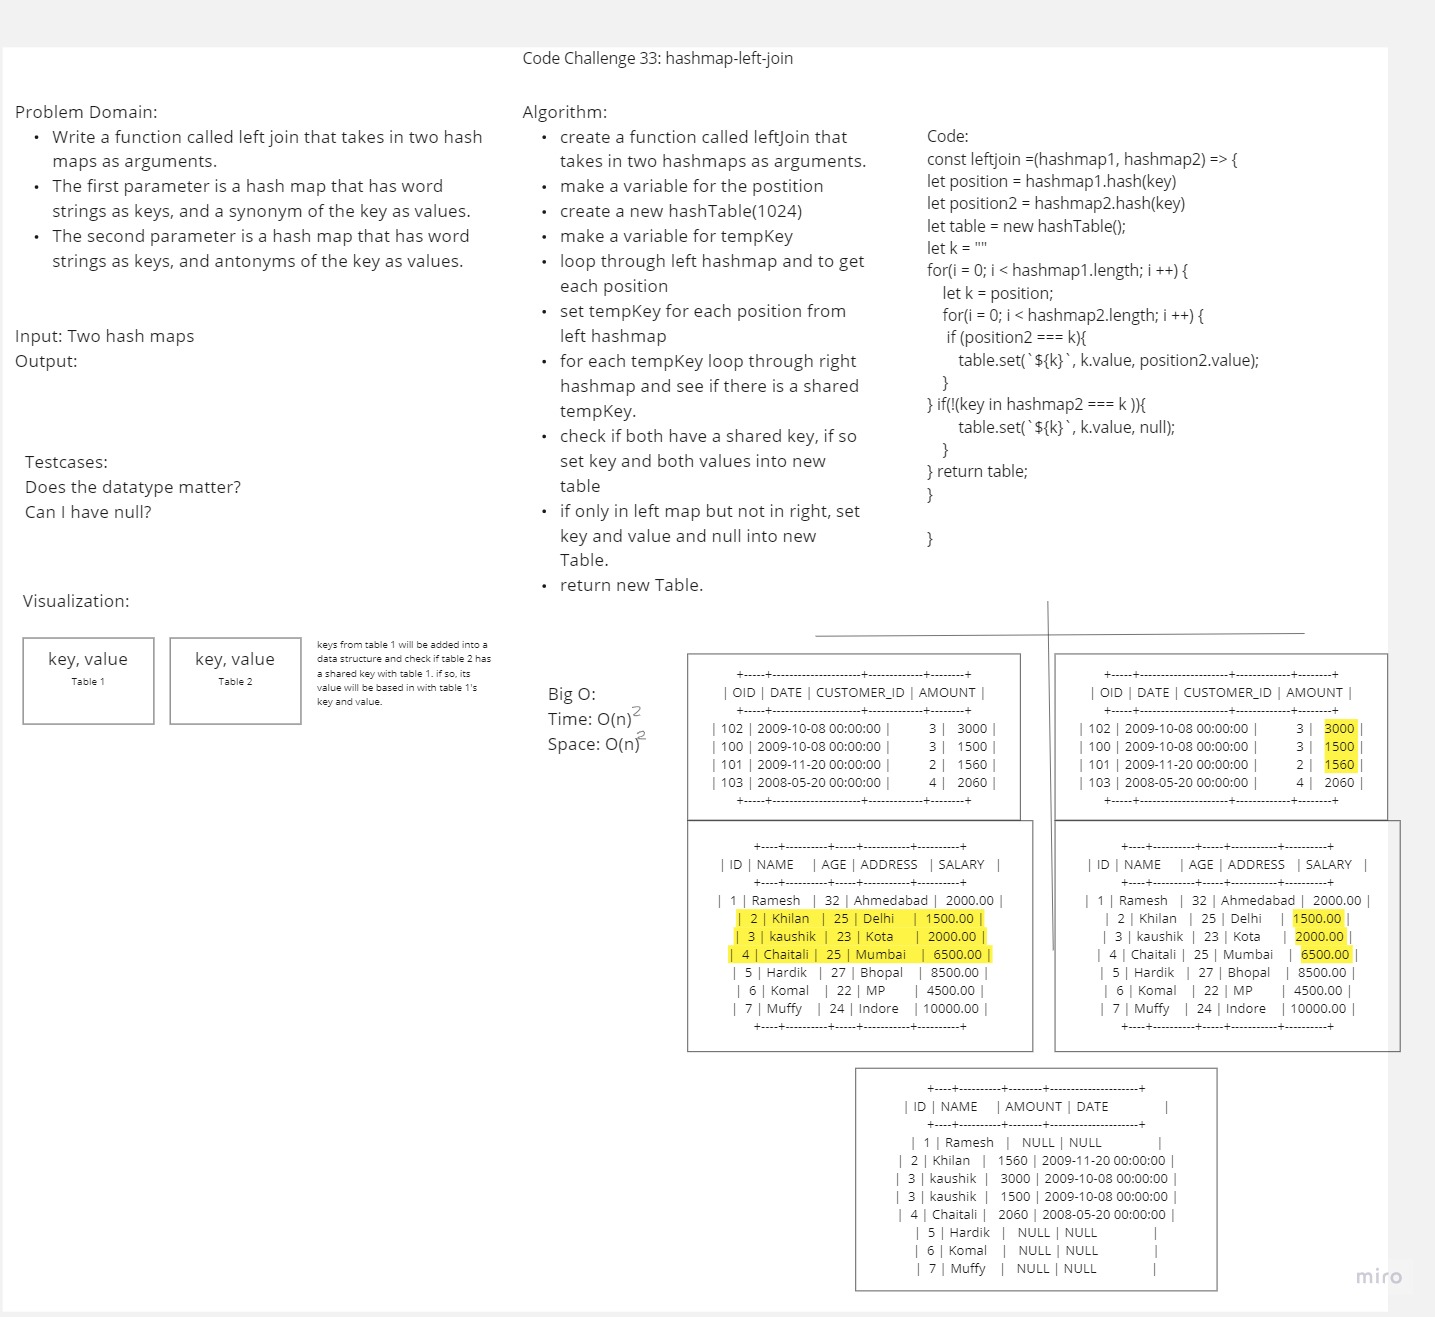 Code Challenge 33: hashmap-left-join
Problem Domain:
• Write a function called left join that takes in two hash
maps as arguments.
• The first parameter is a hash map that has word
strings as keys, and a synonym of the key as values.
• The second parameter is a hash map that has word
strings as keys, and antonyms of the key as values.
Input: Two hash maps
Output:
Testcases:
Does the datatype matter?
Can I have null?
Visualization:
key, value
Table 1
key, value
Table 2
keys from table 1 will be added into a
data structure and check if table 2 has
a shared key with table 1. if so, its
value will be based in with table 1's
key and value.
Algorithm:
• create a function called leftJoin that
takes in two hashmaps as arguments.
• make a variable for the postition
• create a new hashTable(1024)
• make a variable for tempKey
• loop through left hashmap and to get
each position
• set tempKey for each position from
left hashmap
• for each tempKey loop through right
hashmap and see if there is a shared
tempKey.
• check if both have a shared key, if so
set key and both values into new
table
• if only in left map but not in right, set
key and value and null into new
Table.
• return new Table.
Code:
const leftjoin =(hashmap1, hashmap2) => {
let position = hashmap1.hash(key)
let position2 = hashmap2.hash(key)
let table = new hashTable();
let k = ""
for(i = 0; i < hashmap1.length; i ++) {
let k = position;
for(i = 0; i < hashmap2.length; i ++) {
if (position2 === k){
table.set(`${k}`, k.value, position2.value);
}
} if(!(key in hashmap2 === k )){
table.set(`${k}`, k.value, null);
}
} return table;
}
}
Big O:
Time: O(n)2
Space: O(n)2
+-----+---------------------+-------------+--------+
| OID | DATE | CUSTOMER_ID | AMOUNT |
+-----+---------------------+-------------+--------+
| 102 | 2009-10-08 00:00:00 | 3 | 3000 |
| 100 | 2009-10-08 00:00:00 | 3 | 1500 |
| 101 | 2009-11-20 00:00:00 | 2 | 1560 |
| 103 | 2008-05-20 00:00:00 | 4 | 2060 |
+-----+---------------------+-------------+--------+
+----+----------+-----+-----------+----------+
| ID | NAME | AGE | ADDRESS | SALARY |
+----+----------+-----+-----------+----------+
| 1 | Ramesh | 32 | Ahmedabad | 2000.00 |
| 2 | Khilan | 25 | Delhi | 1500.00 |
| 3 | kaushik | 23 | Kota | 2000.00 |
| 4 | Chaitali | 25 | Mumbai | 6500.00 |
| 5 | Hardik | 27 | Bhopal | 8500.00 |
| 6 | Komal | 22 | MP | 4500.00 |
| 7 | Muffy | 24 | Indore | 10000.00 |
+----+----------+-----+-----------+----------+
+-----+---------------------+-------------+--------+
| OID | DATE | CUSTOMER_ID | AMOUNT |
+-----+---------------------+-------------+--------+
| 102 | 2009-10-08 00:00:00 | 3 | 3000 |
| 100 | 2009-10-08 00:00:00 | 3 | 1500 |
| 101 | 2009-11-20 00:00:00 | 2 | 1560 |
| 103 | 2008-05-20 00:00:00 | 4 | 2060 |
+-----+---------------------+-------------+--------+
+----+----------+-----+-----------+----------+
| ID | NAME | AGE | ADDRESS | SALARY |
+----+----------+-----+-----------+----------+
| 1 | Ramesh | 32 | Ahmedabad | 2000.00 |
| 2 | Khilan | 25 | Delhi | 1500.00 |
| 3 | kaushik | 23 | Kota | 2000.00 |
| 4 | Chaitali | 25 | Mumbai | 6500.00 |
| 5 | Hardik | 27 | Bhopal | 8500.00 |
| 6 | Komal | 22 | MP | 4500.00 |
| 7 | Muffy | 24 | Indore | 10000.00 |
+----+----------+-----+-----------+----------+
+----+----------+--------+---------------------+
| ID | NAME | AMOUNT | DATE |
+----+----------+--------+---------------------+
| 1 | Ramesh | NULL | NULL |
| 2 | Khilan | 1560 | 2009-11-20 00:00:00 |
| 3 | kaushik | 3000 | 2009-10-08 00:00:00 |
| 3 | kaushik | 1500 | 2009-10-08 00:00:00 |
| 4 | Chaitali | 2060 | 2008-05-20 00:00:00 |
| 5 | Hardik | NULL | NULL |
| 6 | Komal | NULL | NULL |
| 7 | Muffy | NULL | NULL |
miro